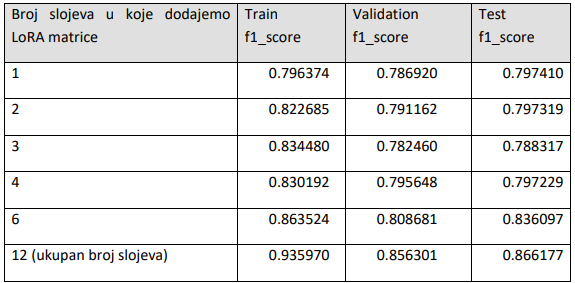 Broj slojeva u koje dodajemo Train Validation Test
LoRA matrice f1_score f1_score f1_score
1 0.796374 0.786920 0.797410
2 0.822685 0.791162 0.797319
3 0.834480 0.782460 0.788317
4 0.830192 0.795648 0.797229
6 0.863524 0.808681 0.836097
12 (ukupan broj slojeva) 0.935970 0.856301 0.866177